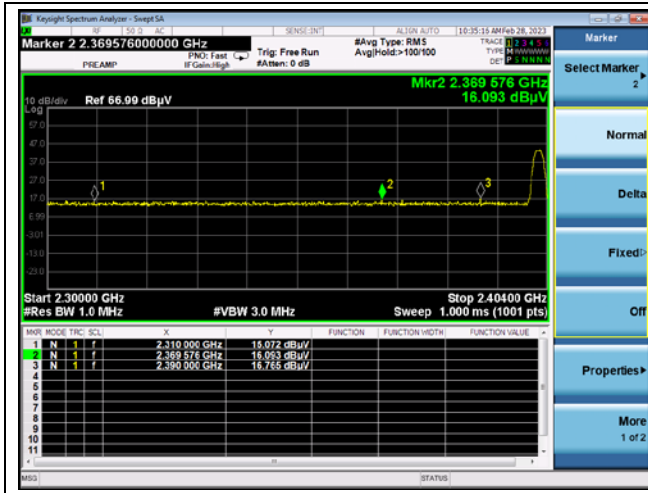 Keysight Spectrum Analyzer - Swept SA
RF 50 Ω AC SENSE:INT ALIGN AUTO 10:35:16 AM Feb 28, 2023
Marker 2 2.369576000000 GHz
PREAMP
PNO: Fast
IFGain:High
Trig: Free Run
#Atten: 0 dB
#Avg Type: RMS
Avg|Hold:>100/100
TRACE 1 2 3 4 5
TYPE MWWWWW
DET P S N N N N
Mkr2 2.369 576 GHz
16.093 dBµV
10 dB/div Ref 66.99 dBµV
Log
57.0
47.0
37.0
27.0
17.0
6.99
-3.01
-13.0
-23.0
1
2
3
Start 2.30000 GHz Stop 2.40400 GHz
#Res BW 1.0 MHz #VBW 3.0 MHz Sweep 1.000 ms (1001 pts)
MKR MODE TRC SCL X Y FUNCTION FUNCTION WIDTH FUNCTION VALUE
1 N 1 f 2.310 000 GHz 15.072 dBuV
2 N 1 f 2.369 576 GHz 16.093 dBuV
3 N 1 f 2.390 000 GHz 16.765 dBuV
4
5
6
7
8
9
10
11
MSG STATUS
Marker
Select Marker
2
Normal
Delta
Fixed
Off
Properties
More
1 of 2